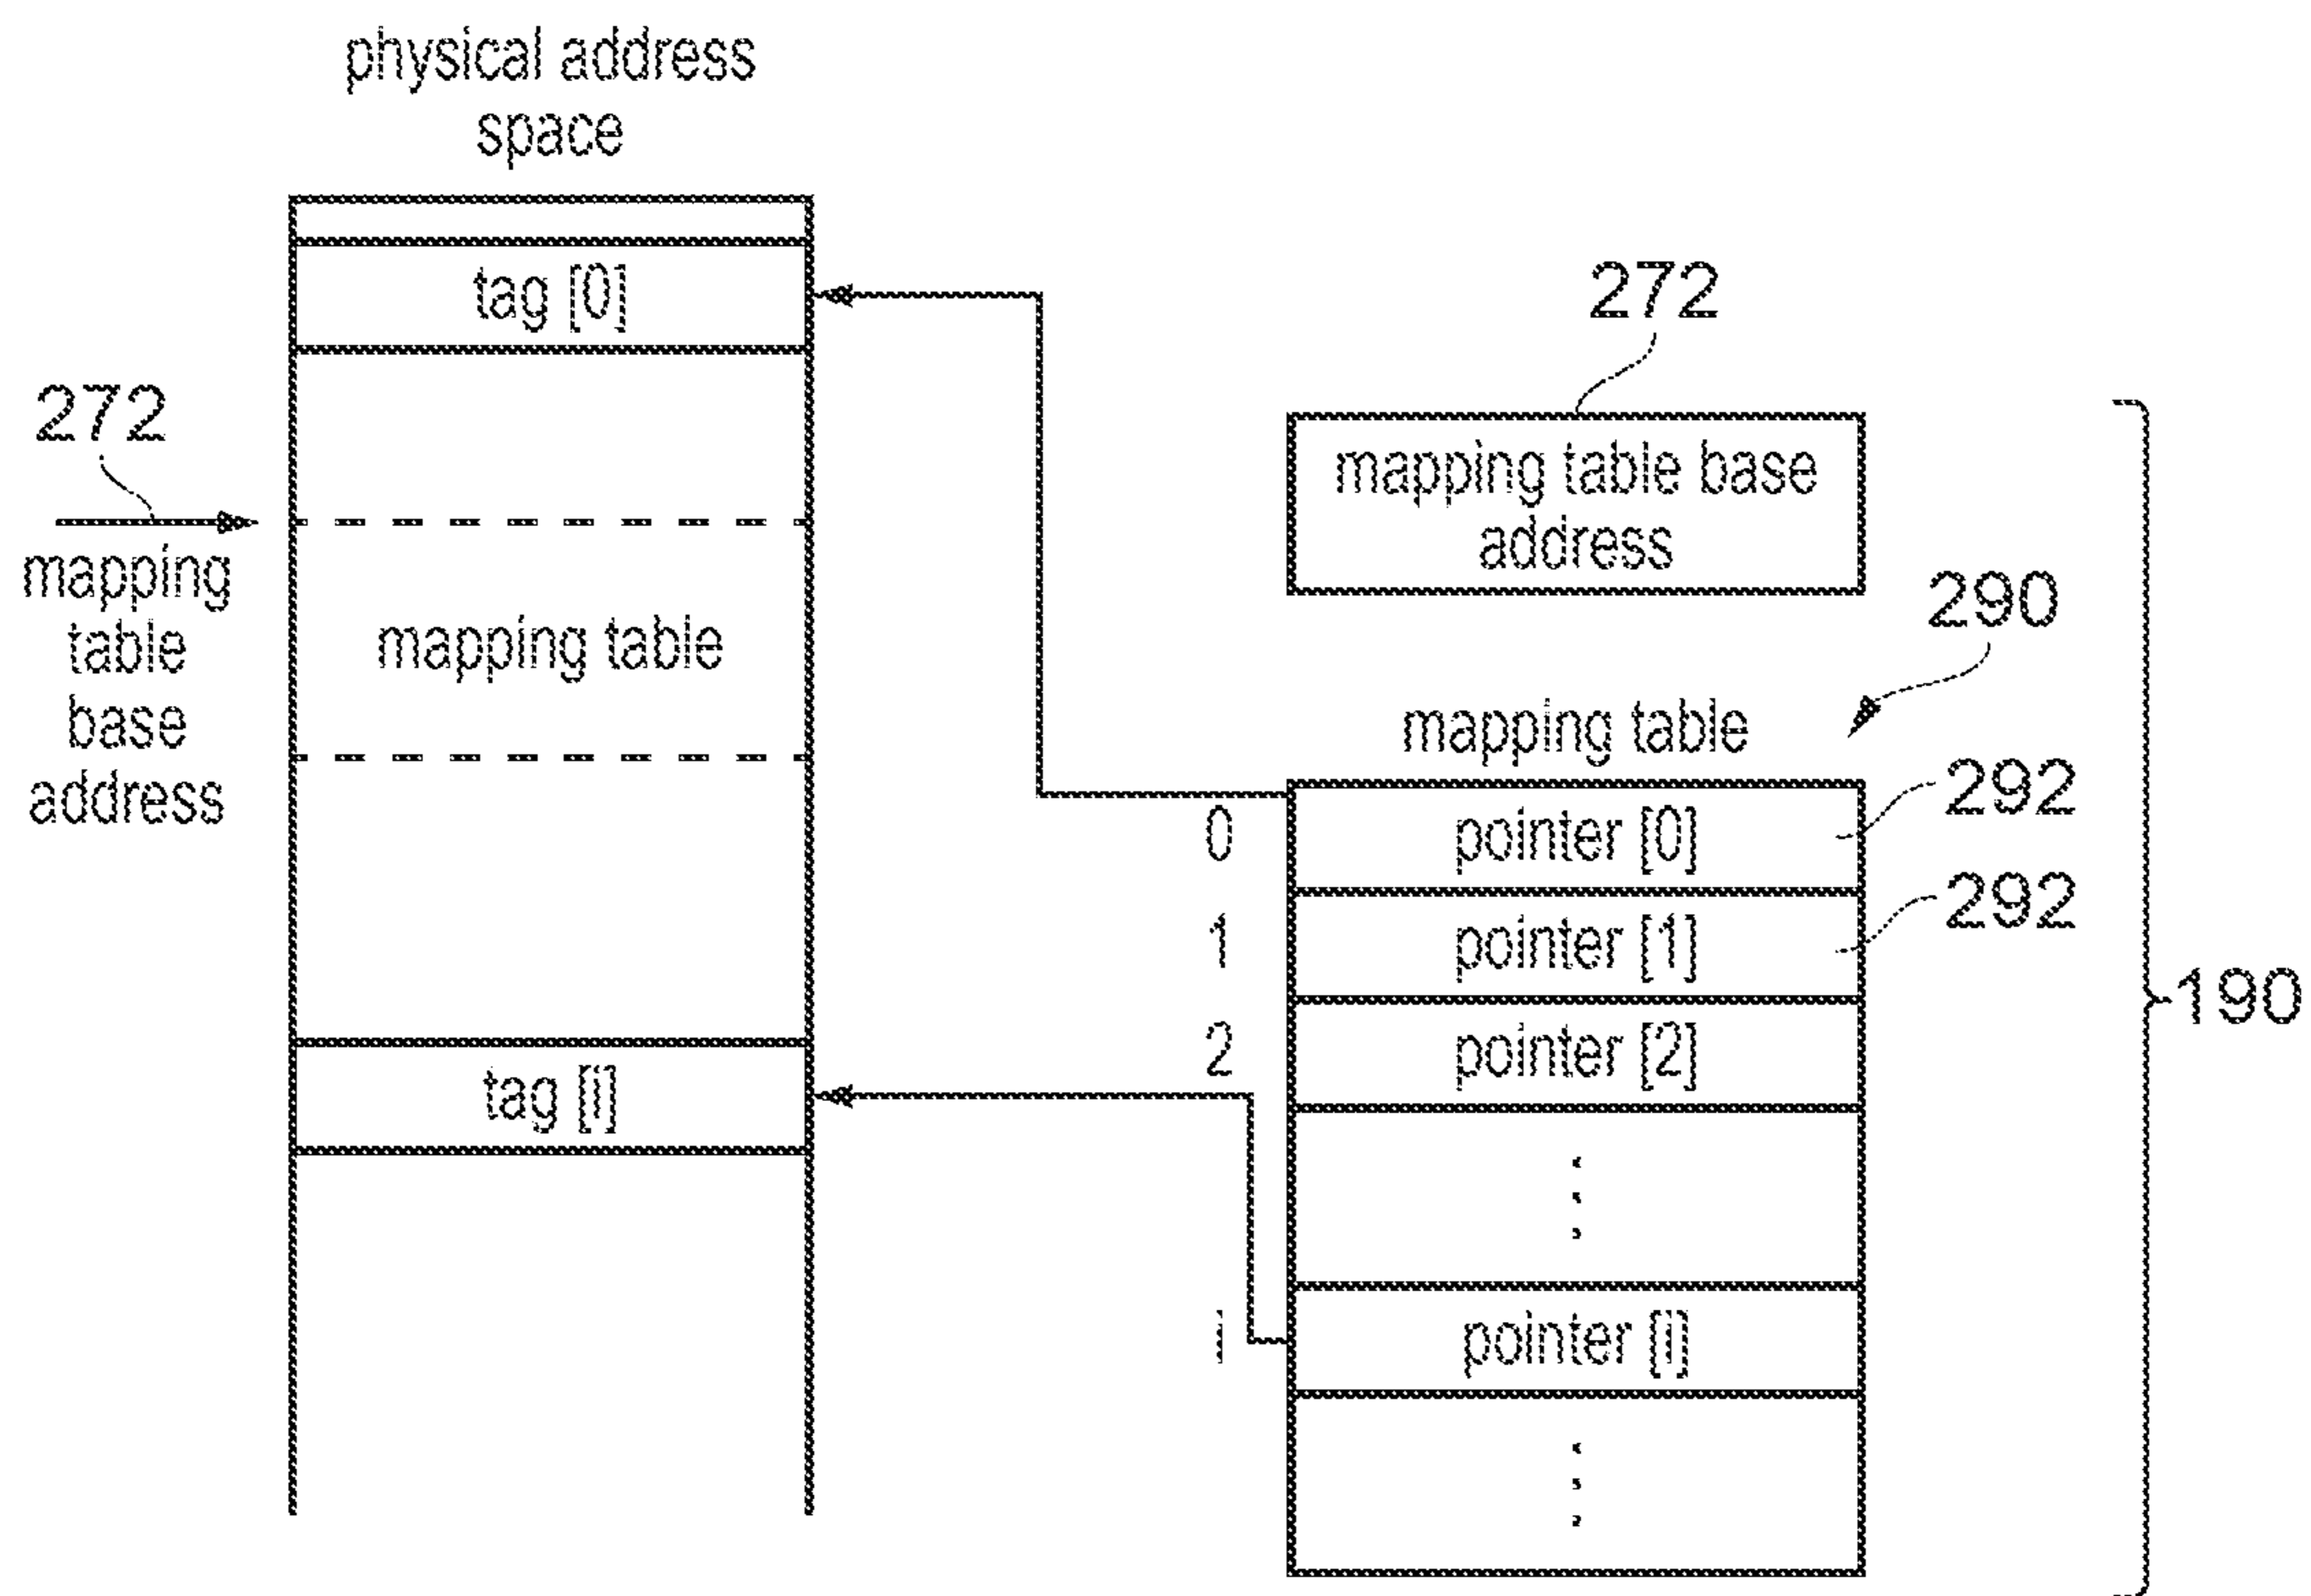 physical address
space
tag [0]
272
mapping
table
base
address
mapping table
tag [i]
272
mapping table base
address
290
mapping table
0
pointer [0]
292
1
pointer [1]
292
2
pointer [2]
i
pointer [i]
190